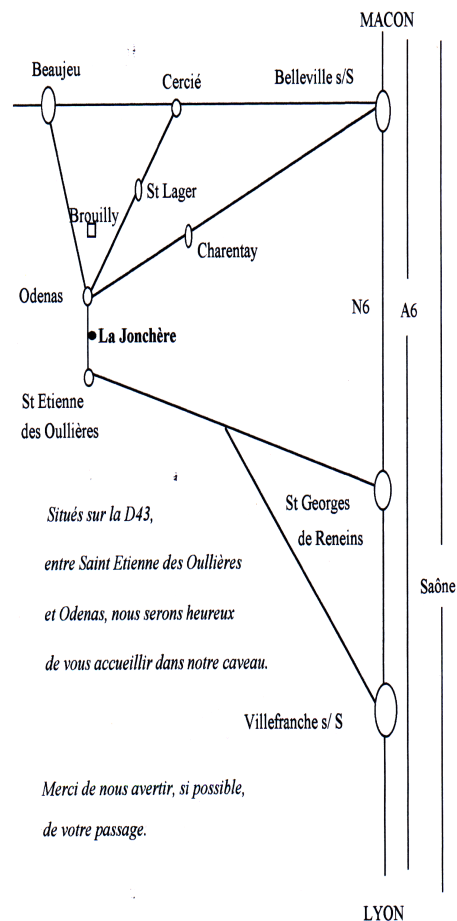 MACON
Beaujeu
Cercié
Belleville s/S
St Lager
Brouilly
Charentay
Odenas
N6
A6
La Jonchère
St Etienne
des Oullières
St Georges
de Reneins
Situés sur la D43,
entre Saint Etienne des Oullières
et Odenas, nous serons heureux
de vous accueillir dans notre caveau.
Saône
Villefranche s/ S
Merci de nous avertir, si possible,
de votre passage.
LYON